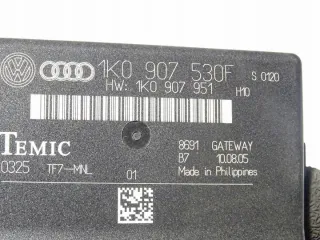 1K0 907 530F S 0120
HW: 1K0 907 951 H10
TEMIC 8691 GATEWAY
0325 TF7-MNL 01 B7 10.08.05
Made in Philippines